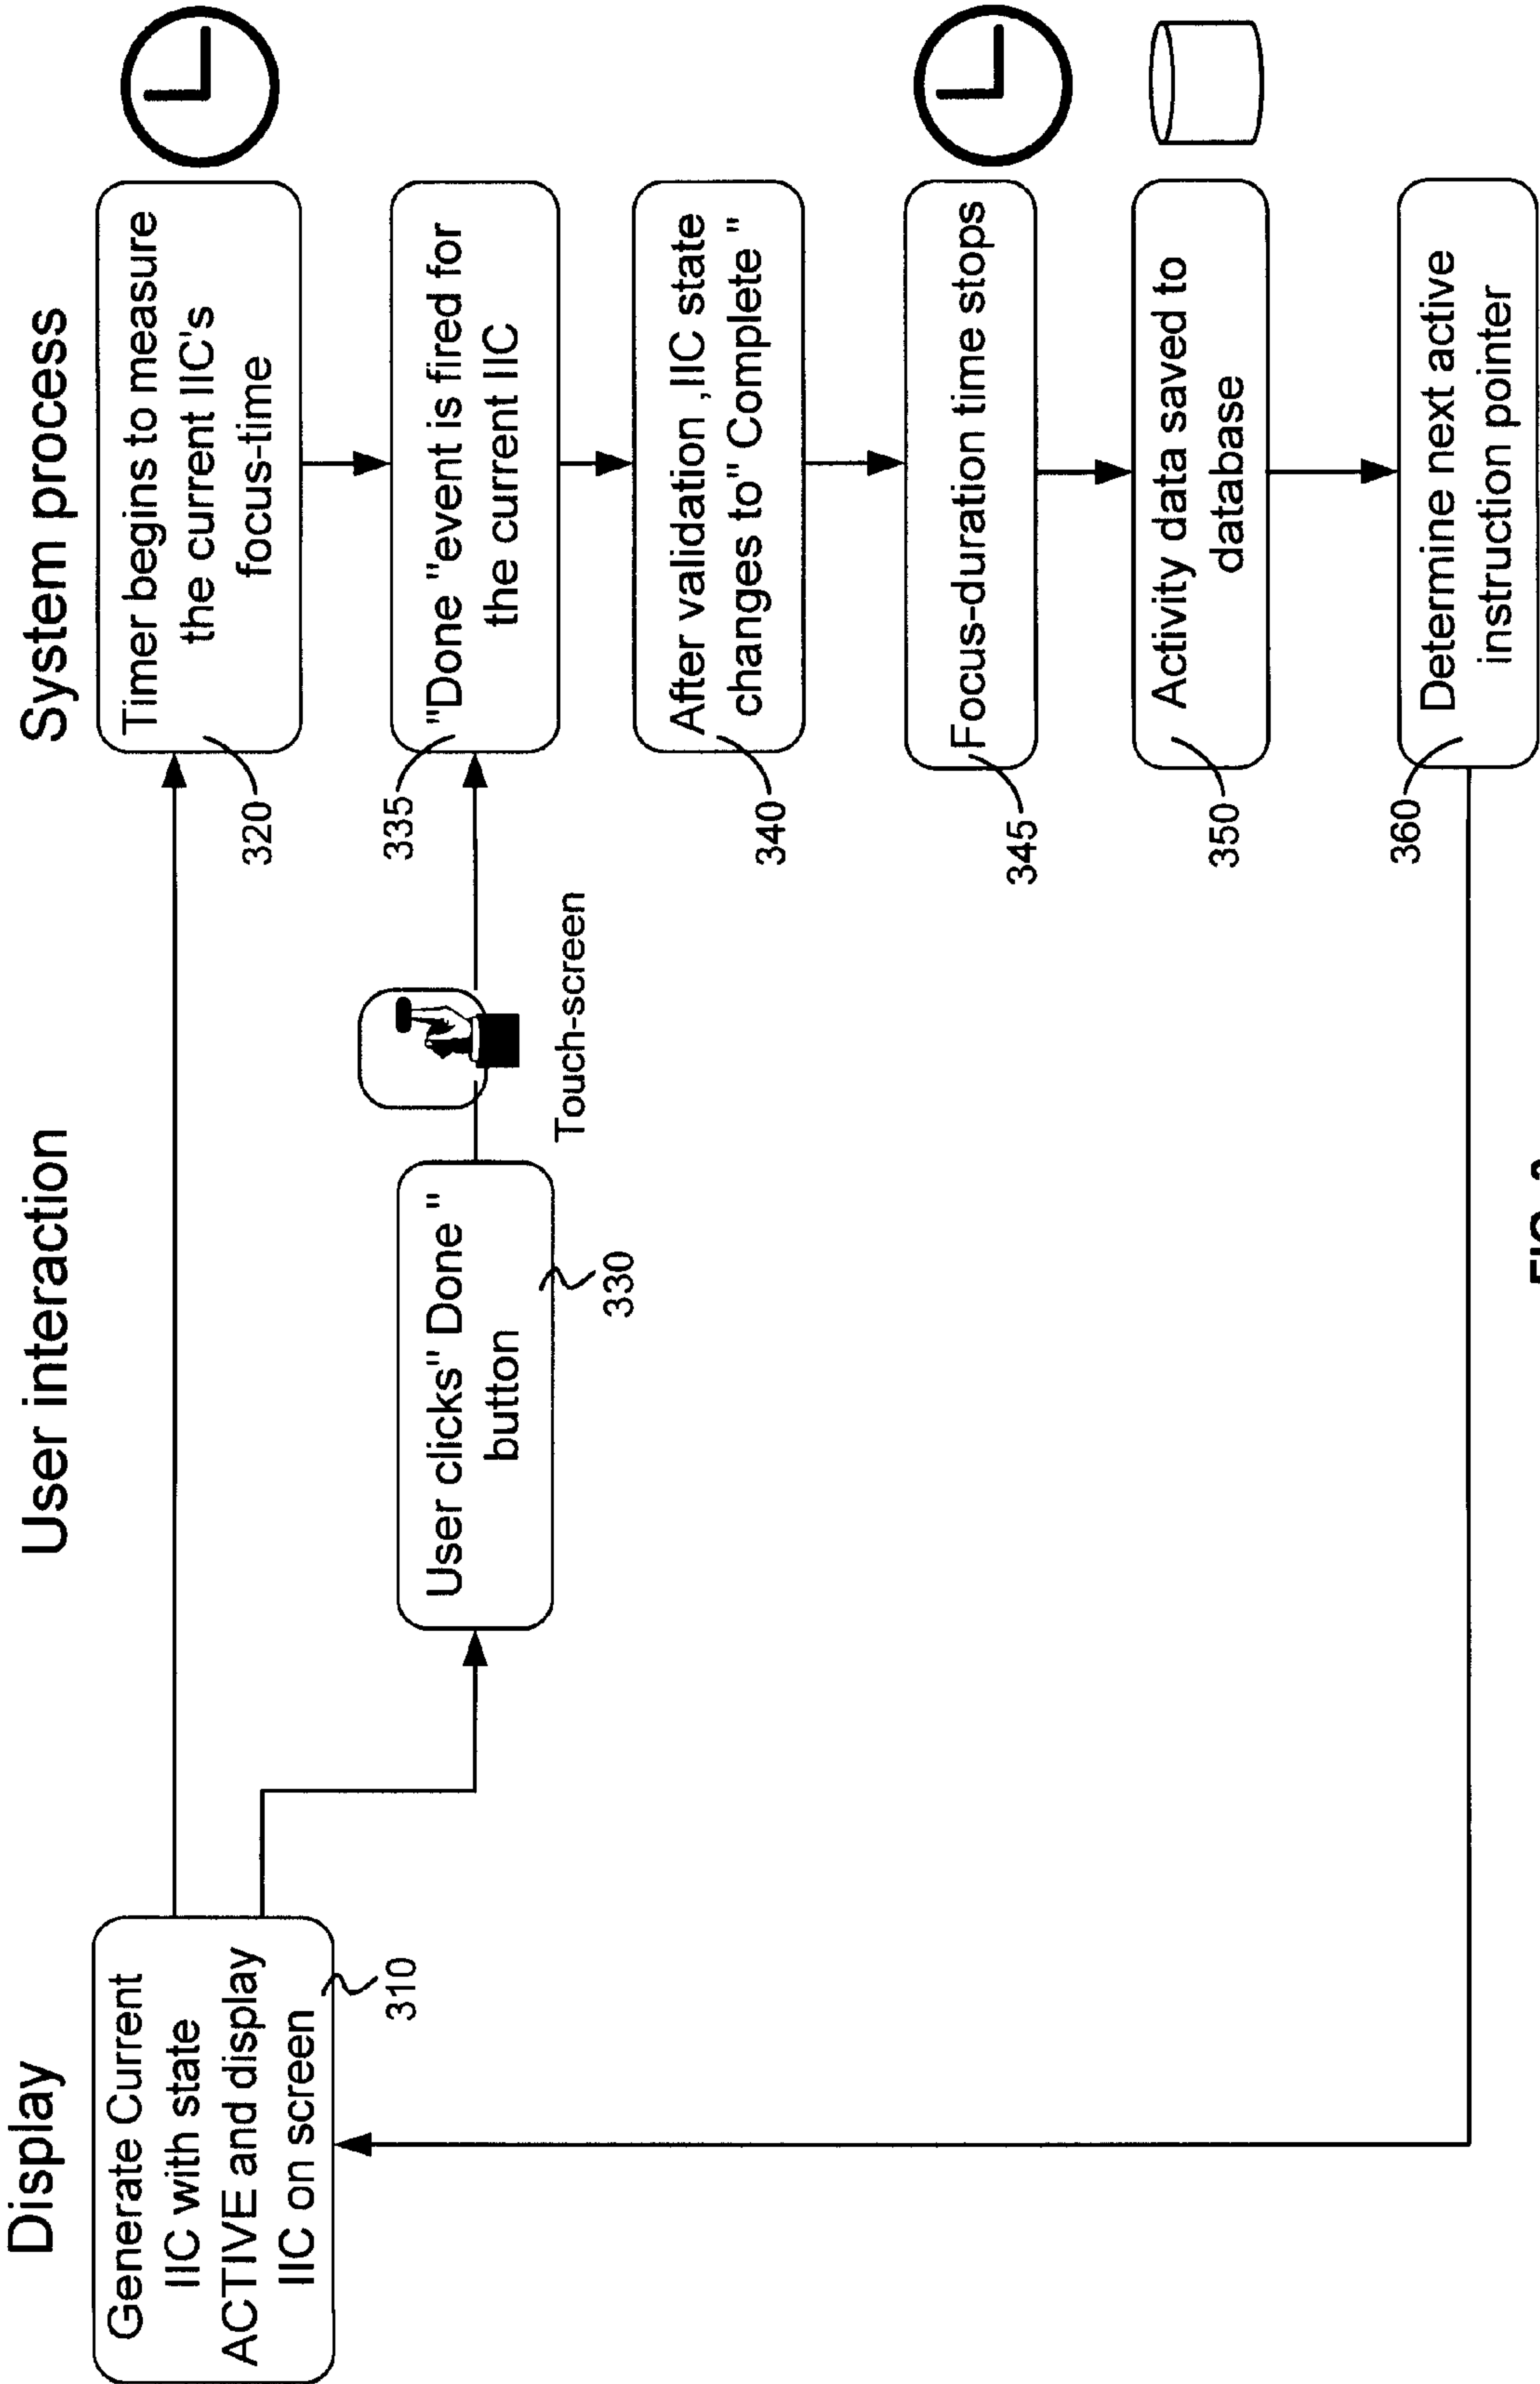 Display
User interaction
System process
Generate Current
IIC with state
ACTIVE and display
IIC on screen
310
Timer begins to measure
the current IIC's
focus-time
320
User clicks" Done "
button
330
Touch-screen
"Done "event is fired for
the current IIC
335
After validation ,IIC state
changes to" Complete "
340
Focus-duration time stops
345
Activity data saved to
database
350
Determine next active
instruction pointer
360